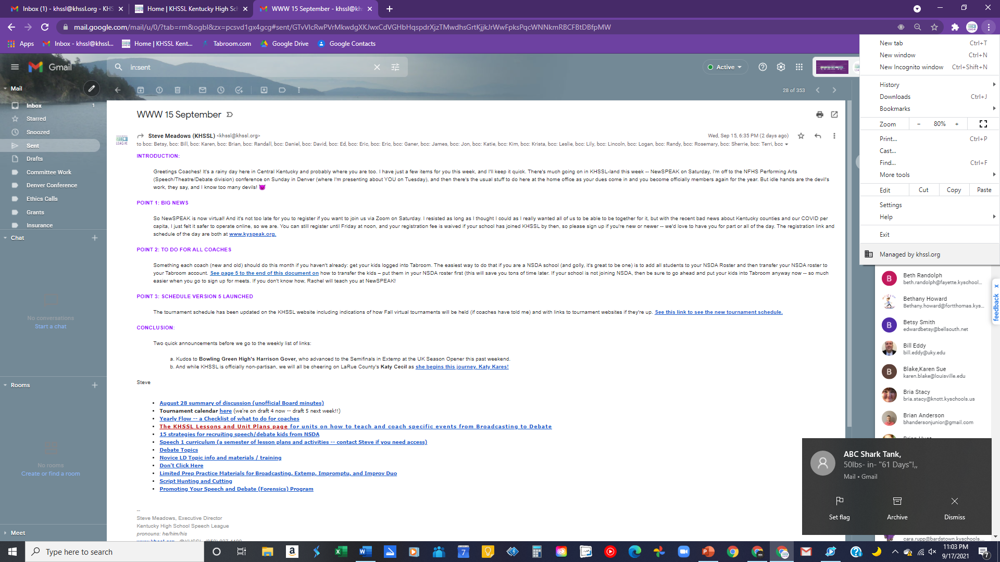 Inbox (1) - khssl@khssl.org - KHS
Home | KHSSL Kentucky High Sch
WWW 15 September - khssl@kh
mail.google.com/mail/u/0/?tab=rm&ogbl&zx=pcsvd1gx4gcg#sent/GTvVlcRwPVrMkwdgXKJwxCdVGHbHqspdrXjzTMwdhsGrtKjjkJrWwFpksPqcWNNkmRBCFBtDBfpMW
Apps
Inbox - khssl@khssl...
Home | KHSSL Kent...
Tabroom.com
Google Drive
Google Contacts
New tab Ctrl+T
New window Ctrl+N
New Incognito window Ctrl+Shift+N
History
Downloads Ctrl+J
Bookmarks
Zoom - 80% +
Print... Ctrl+P
Cast...
Find... Ctrl+F
More tools
Edit Cut Copy Paste
Settings
Help
Exit
Managed by khssl.org
Gmail
in:sent
Active
Mail
Inbox 1
Starred
Snoozed
Sent
Drafts
Committee Work
Denver Conference
Ethics Calls
Grants
Insurance
Chat
No conversations
Start a chat
Rooms
No rooms
Create or find a room
Meet
28 of 353
WWW 15 September
Steve Meadows (KHSSL) <khssl@khssl.org>
Wed, Sep 15, 6:35 PM (2 days ago)
to bcc: Betsy, bcc: Bill, bcc: Karen, bcc: Brian, bcc: Randall, bcc: Daniel, bcc: David, bcc: Ed, bcc: Eric, bcc: Eric, bcc: Ganer, bcc: James, bcc: Jon, bcc: Katie, bcc: Kim, bcc: Krista, bcc: Leslie, bcc: Lily, bcc: Lincoln, bcc: Logan, bcc: Randy, bcc: Rosemary, bcc: Sherrie, bcc: Terri, bcc
INTRODUCTION:
Greetings Coaches! It's a rainy day here in Central Kentucky and probably where you are too. I have just a few items for you this week, and I'll keep it quick. There's much going on in KHSSL-land this week -- NewSPEAK on Saturday, I'm off to the NFHS Performing Arts
(Speech/Theatre/Debate division) conference on Sunday in Denver (where I'm presenting about YOU on Tuesday), and then there's the usual stuff to do here at the home office as your dues come in and you become officially members again for the year. But idle hands are the devil's
work, they say, and I know too many devils! 😈
POINT 1: BIG NEWS
So NewSPEAK is now virtual! And it's not too late for you to register if you want to join us via Zoom on Saturday. I resisted as long as I thought I could as I really wanted all of us to be able to be together for it, but with the recent bad news about Kentucky counties and our COVID per
capita, I just felt it safer to operate online, so we are. You can still register until Friday at noon, and your registration fee is waived if your school has joined KHSSL by then, so please sign up if you're new or newer -- we'd love to have you for part or all of the day. The registration link and
schedule of the day are both at www.kyspeak.org.
POINT 2: TO DO FOR ALL COACHES
Something each coach (new and old) should do this month if you haven't already: get your kids logged into Tabroom. The easiest way to do that if you are a NSDA school (and golly, it's great to be one) is to add all students to your NSDA Roster and then transfer your NSDA roster to
your Tabroom account. See page 5 to the end of this document on how to transfer the kids – put them in your NSDA roster first (this will save you tons of time later. If your school is not joining NSDA, then be sure to go ahead and put your kids into Tabroom anyway now -- so much
easier when you go to sign up for meets. If you don't know how, Rachel will teach you at NewSPEAK!
POINT 3: SCHEDULE VERSION 5 LAUNCHED
The tournament schedule has been updated on the KHSSL website including indications of how Fall virtual tournaments will be held (if coaches have told me) and with links to tournament websites if they're up. See this link to see the new tournament schedule.
CONCLUSION:
Two quick announcements before we go to the weekly list of links:
a. Kudos to Bowling Green High's Harrison Gover, who advanced to the Semifinals in Extemp at the UK Season Opener this past weekend.
b. And while KHSSL is officially non-partisan, we will all be cheering on LaRue County's Katy Cecil as she begins this journey. Katy Kares!
Steve
• August 28 summary of discussion (unofficial Board minutes)
• Tournament calendar here (we're on draft 4 now -- draft 5 next week!!)
• Yearly Flow -- a Checklist of what to do for coaches
• The KHSSL Lessons and Unit Plans page for units on how to teach and coach specific events from Broadcasting to Debate
• 15 strategies for recruiting speech/debate kids from NSDA
• Speech 1 curriculum (a semester of lesson plans and activities -- contact Steve if you need access)
• Debate Topics
• Novice LD Topic info and materials / training
• Don't Click Here
• Limited Prep Practice Materials for Broadcasting, Extemp, Impromptu, and Improv Duo
• Script Hunting and Cutting
• Promoting Your Speech and Debate (Forensics) Program
--
Steve Meadows, Executive Director
Kentucky High School Speech League
pronouns: he/him/his
Beth Randolph
beth.randolph@fayette.kyschool...
Bethany Howard
Bethany.howard@fortthomas.kys...
Betsy Smith
edwardbetsy@bellsouth.net
Bill Eddy
bill.eddy@uky.edu
Blake,Karen Sue
karen.blake@louisville.edu
Bria Stacy
bria.stacy@knott.kyschools.us
Brian Anderson
bhandersonjunior@gmail.com
cara.rupp@bardstown.kyschools...
feedback x
ABC Shark Tank,
50lbs- in- "61 Days"!,,
Mail • Gmail
Set flag
Archive
Dismiss
Type here to search
11:03 PM
9/17/2021
7